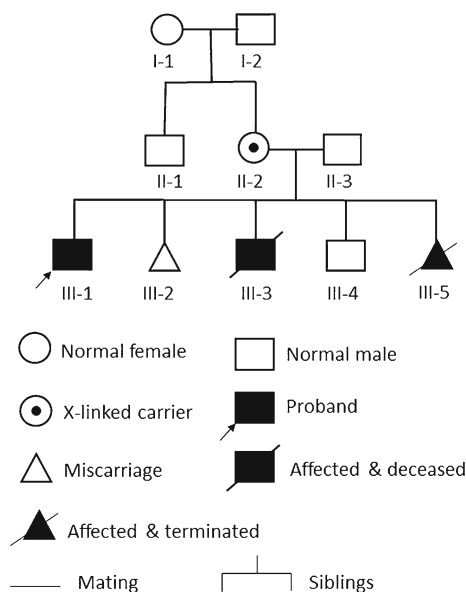 I-1 I-2
II-1 II-2 II-3
III-1 III-2 III-3 III-4 III-5
Normal female Normal male
X-linked carrier Proband
Miscarriage Affected & deceased
Affected & terminated
Mating Siblings